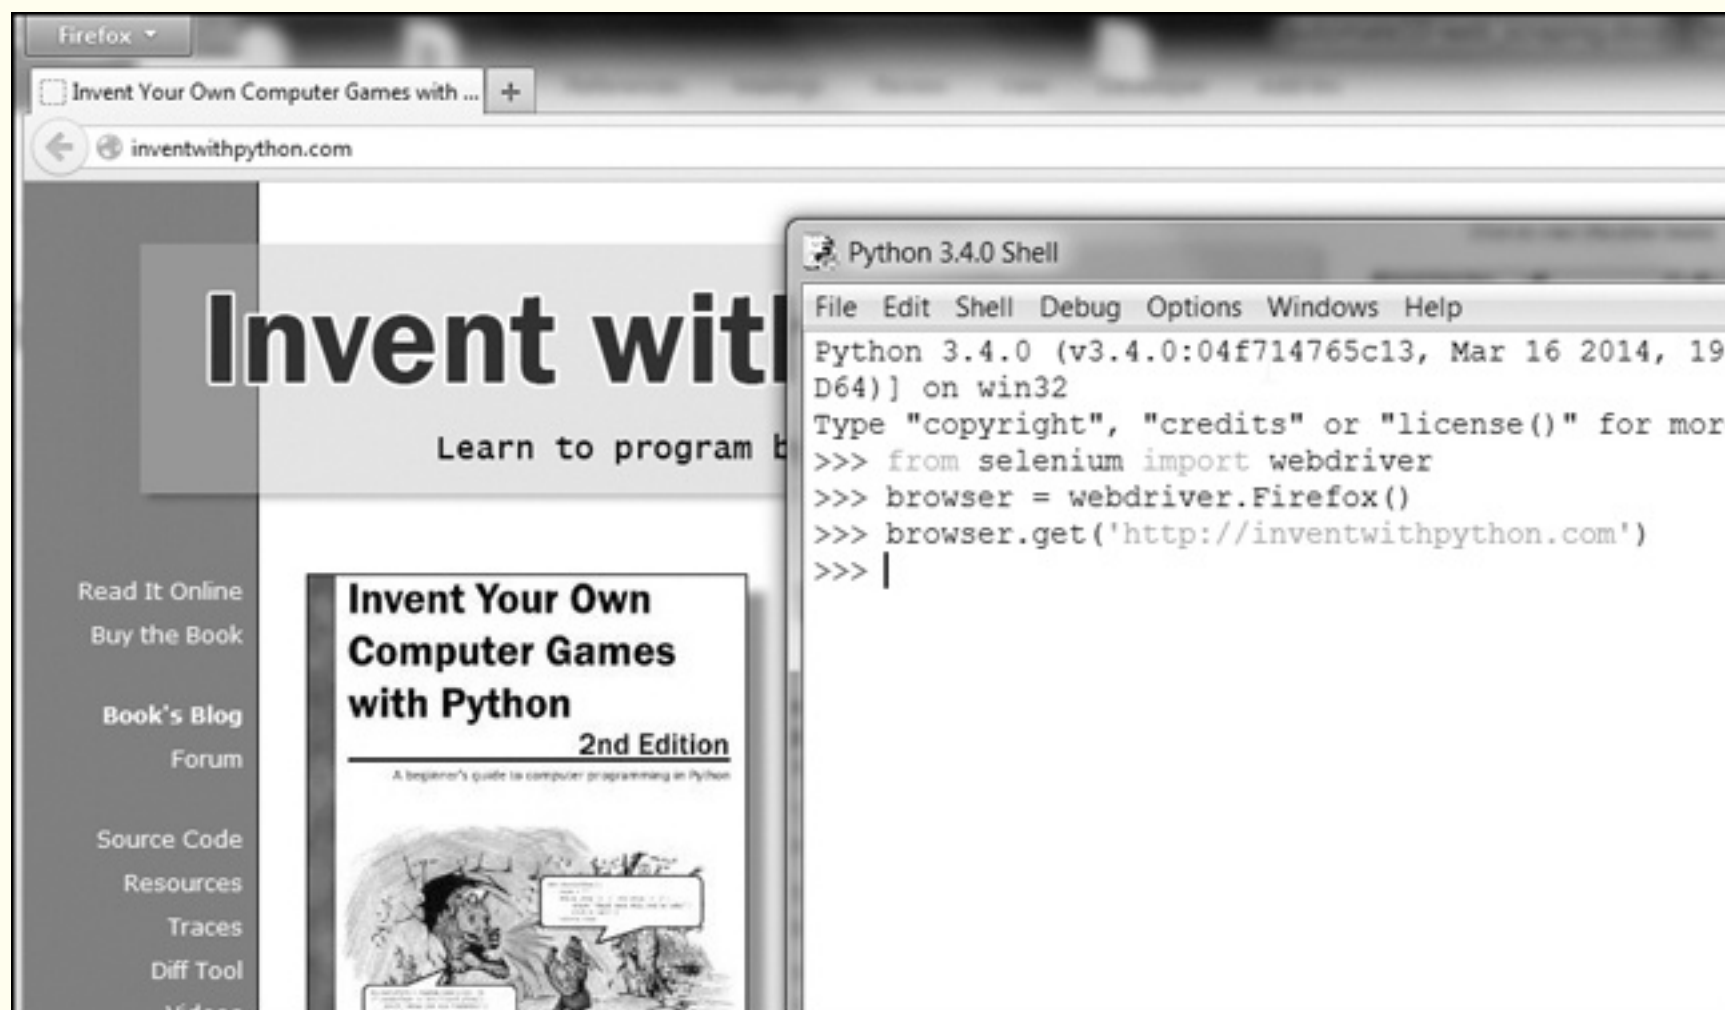 Firefox
Invent Your Own Computer Games with ...
inventwithpython.com
Invent with
Learn to program b
Read It Online
Buy the Book
Book's Blog
Forum
Source Code
Resources
Traces
Diff Tool
Videos
Invent Your Own
Computer Games
with Python
2nd Edition
A beginner's guide to computer programming in Python
Python 3.4.0 Shell
File Edit Shell Debug Options Windows Help
Python 3.4.0 (v3.4.0:04f714765c13, Mar 16 2014, 19
D64)] on win32
Type "copyright", "credits" or "license()" for mor
>>> from selenium import webdriver
>>> browser = webdriver.Firefox()
>>> browser.get('http://inventwithpython.com')
>>>